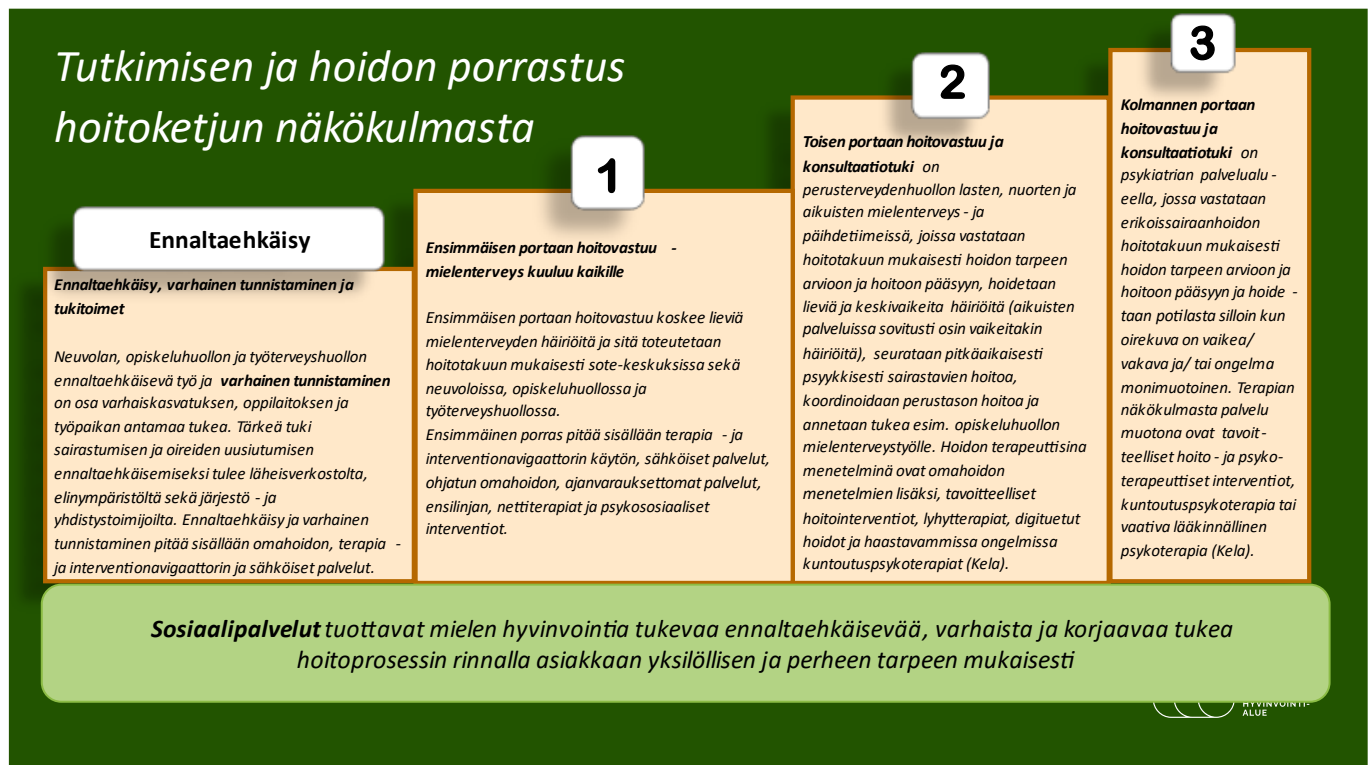 Tutkimisen ja hoidon porrastus
hoitoketjun näkökulmasta
Ennaltaehkäisy
Ennaltaehkäisy, varhainen tunnistaminen ja
tukitoimet
Neuvolan, opiskeluhuollon ja työterveyshuollon
ennaltaehkäisevä työ ja varhainen tunnistaminen
on osa varhaiskasvatuksen, oppilaitoksen ja
työpaikan antamaa tukea. Tärkeä tuki
sairastumisen ja oireiden uusiutumisen
ennaltaehkäisemiseksi tulee läheisverkostolta,
elinympäristöltä sekä järjestö - ja
yhdistystoimijoilta. Ennaltaehkäisy ja varhainen
tunnistaminen pitää sisällään omahoidon, terapia -
ja interventionavigaattorin ja sähköiset palvelut.
1
Ensimmäisen portaan hoitovastuu -
mielenterveys kuuluu kaikille
Ensimmäisen portaan hoitovastuu koskee lieviä
mielenterveyden häiriöitä ja sitä toteutetaan
hoitotakuun mukaisesti sote-keskuksissa sekä
neuvoloissa, opiskeluhuollossa ja
työterveyshuollossa.
Ensimmäinen porras pitää sisällään terapia - ja
interventionavigaattorin käytön, sähköiset palvelut,
ohjatun omahoidon, ajanvarauksettomat palvelut,
ensilinjan, nettiterapiat ja psykososiaaliset
interventiot.
2
Toisen portaan hoitovastuu ja
konsultaatiotuki on
perusterveydenhuollon lasten, nuorten ja
aikuisten mielenterveys - ja
päihdetiimeissä, joissa vastataan
hoitotakuun mukaisesti hoidon tarpeen
arvioon ja hoitoon pääsyyn, hoidetaan
lieviä ja keskivaikeita häiriöitä (aikuisten
palveluissa sovitusti osin vaikeitakin
häiriöitä), seurataan pitkäaikaisesti
psyykkisesti sairastavien hoitoa,
koordinoidaan perustason hoitoa ja
annetaan tukea esim. opiskeluhuollon
mielenterveystyölle. Hoidon terapeuttisina
menetelminä ovat omahoidon
menetelmien lisäksi, tavoitteelliset
hoitointerventiot, lyhytterapiat, digituetut
hoidot ja haastavammissa ongelmissa
kuntoutuspsykoterapiat (Kela).
3
Kolmannen portaan
hoitovastuu ja
konsultaatiotuki on
psykiatrian palvelualu -
eella, jossa vastataan
erikoissairaanhoidon
hoitotakuun mukaisesti
hoidon tarpeen arvioon ja
hoitoon pääsyyn ja hoide -
taan potilasta silloin kun
oirekuva on vaikea/
vakava ja/ tai ongelma
monimuotoinen. Terapian
näkökulmasta palvelu
muotona ovat tavoit-
teelliset hoito - ja psyko-
terapeuttiset interventiot,
kuntoutuspsykoterapia tai
vaativa lääkinnällinen
psykoterapia (Kela).
Sosiaalipalvelut tuottavat mielen hyvinvointia tukevaa ennaltaehkäisevää, varhaista ja korjaavaa tukea
hoitoprosessin rinnalla asiakkaan yksilöllisen ja perheen tarpeen mukaisesti
HYVINVOINTI-
ALUE